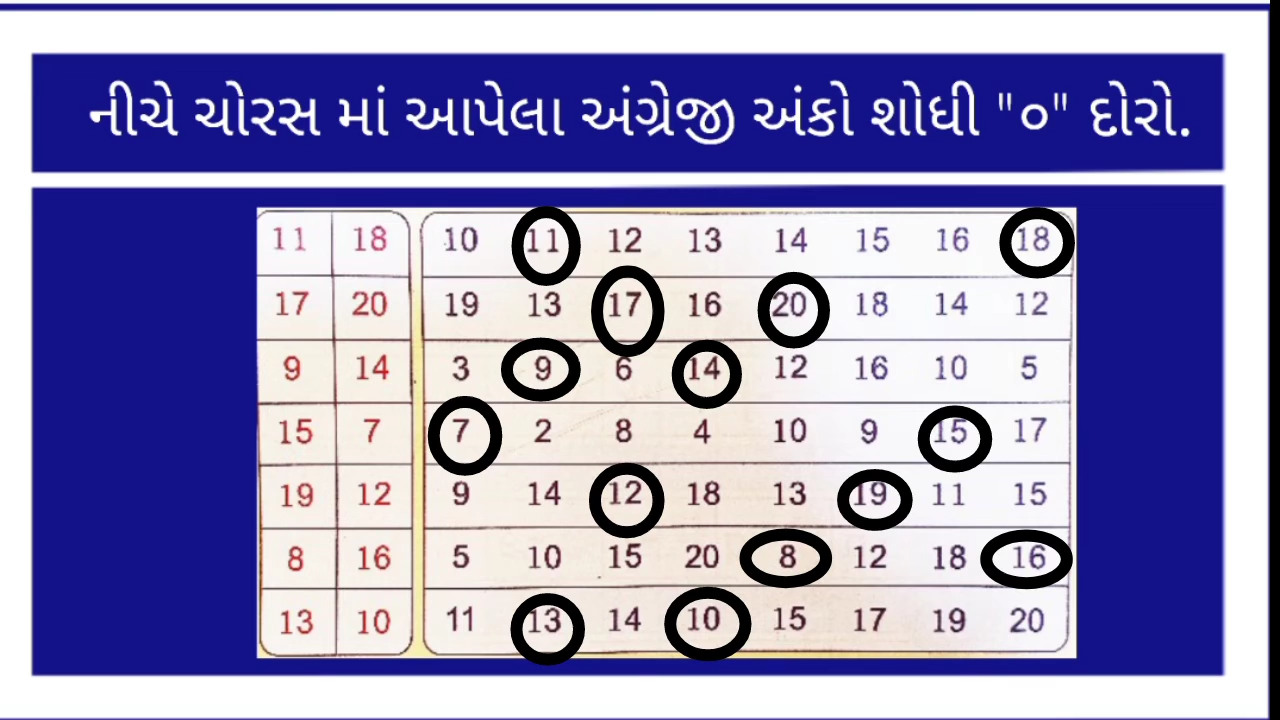 નીચે ચોરસ માં આપેલા અંગ્રેજી અંકો શોધી "૦" દોરો.
11 18 10 11 12 13 14 15 16 18
17 20 19 13 17 16 20 18 14 12
9 14 3 9 6 14 12 16 10 5
15 7 7 2 8 4 10 9 15 17
19 12 9 14 12 18 13 19 11 15
8 16 5 10 15 20 8 12 18 16
13 10 11 13 14 10 15 17 19 20